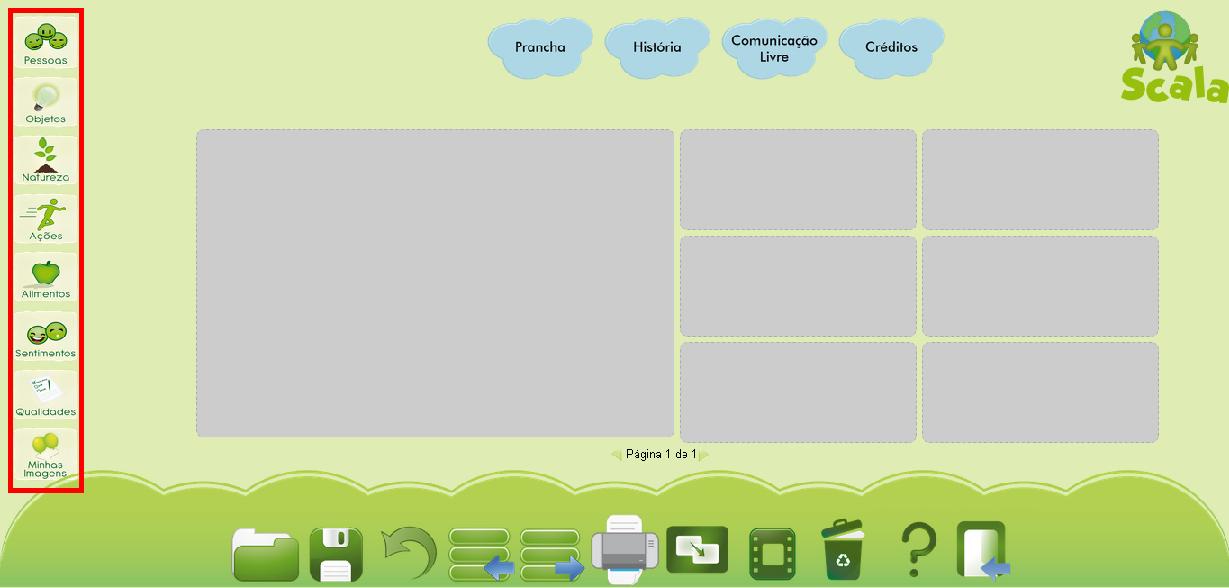 Pessoas
Objetos
Natureza
Ações
Alimentos
Sentimentos
Qualidades
Minhas
Imagens
Prancha
História
Comunicação
Livre
Créditos
Scala
Página 1 de 1